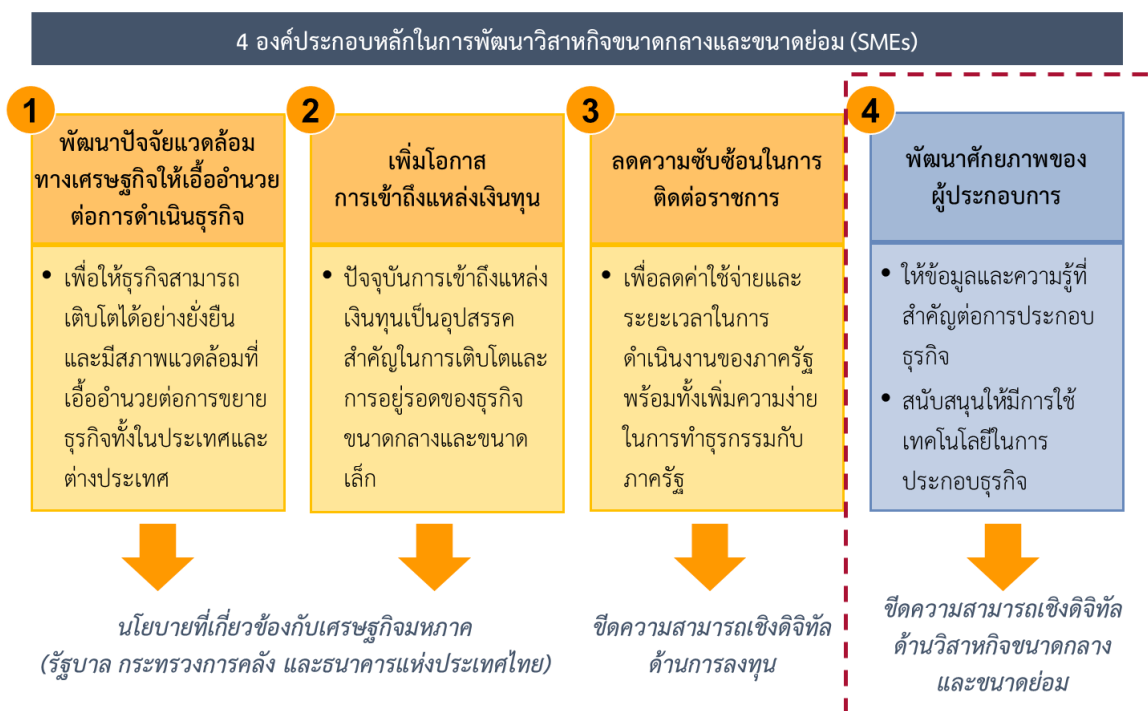 4 องค์ประกอบหลักในการพัฒนาวิสาหกิจขนาดกลางและขนาดย่อม (SMEs)
1
พัฒนาปัจจัยแวดล้อม
ทางเศรษฐกิจให้เอื้ออำนวย
ต่อการดำเนินธุรกิจ
• เพื่อให้ธุรกิจสามารถ
เติบโตได้อย่างยั่งยืน
และมีสภาพแวดล้อมที่
เอื้ออำนวยต่อการขยาย
ธุรกิจทั้งในประเทศและ
ต่างประเทศ
2
เพิ่มโอกาส
การเข้าถึงแหล่งเงินทุน
• ปัจจุบันการเข้าถึงแหล่ง
เงินทุนเป็นอุปสรรค
สำคัญในการเติบโตและ
การอยู่รอดของธุรกิจ
ขนาดกลางและขนาด
เล็ก
นโยบายที่เกี่ยวข้องกับเศรษฐกิจมหภาค
(รัฐบาล กระทรวงการคลัง และธนาคารแห่งประเทศไทย)
3
ลดความซับซ้อนในการ
ติดต่อราชการ
• เพื่อลดค่าใช้จ่ายและ
ระยะเวลาในการ
ดำเนินงานของภาครัฐ
พร้อมทั้งเพิ่มความง่าย
ในการทำธุรกรรมกับ
ภาครัฐ
ขีดความสามารถเชิงดิจิทัล
ด้านการลงทุน
4
พัฒนาศักยภาพของ
ผู้ประกอบการ
• ให้ข้อมูลและความรู้ที่
สำคัญต่อการประกอบ
ธุรกิจ
• สนับสนุนให้มีการใช้
เทคโนโลยีในการ
ประกอบธุรกิจ
ขีดความสามารถเชิงดิจิทัล
ด้านวิสาหกิจขนาดกลาง
และขนาดย่อม